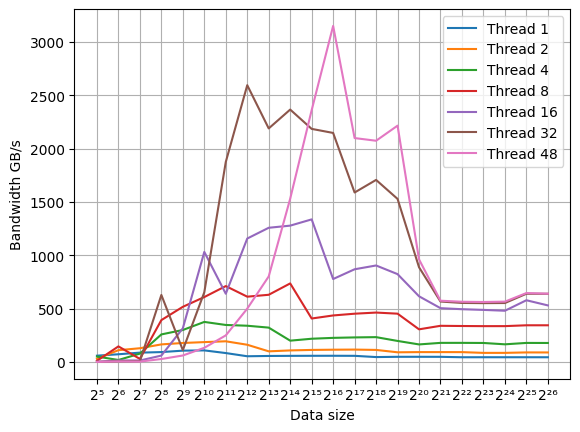 Thread 1
Thread 2
Thread 4
Thread 8
Thread 16
Thread 32
Thread 48
3000
2500
2000
1500
1000
500
0
Bandwidth GB/s
2⁵ 2⁶ 2⁷ 2⁸ 2⁹ 2¹⁰ 2¹¹ 2¹² 2¹³ 2¹⁴ 2¹⁵ 2¹⁶ 2¹⁷ 2¹⁸ 2¹⁹ 2²⁰ 2²¹ 2²² 2²³ 2²⁴ 2²⁵ 2²⁶
Data size